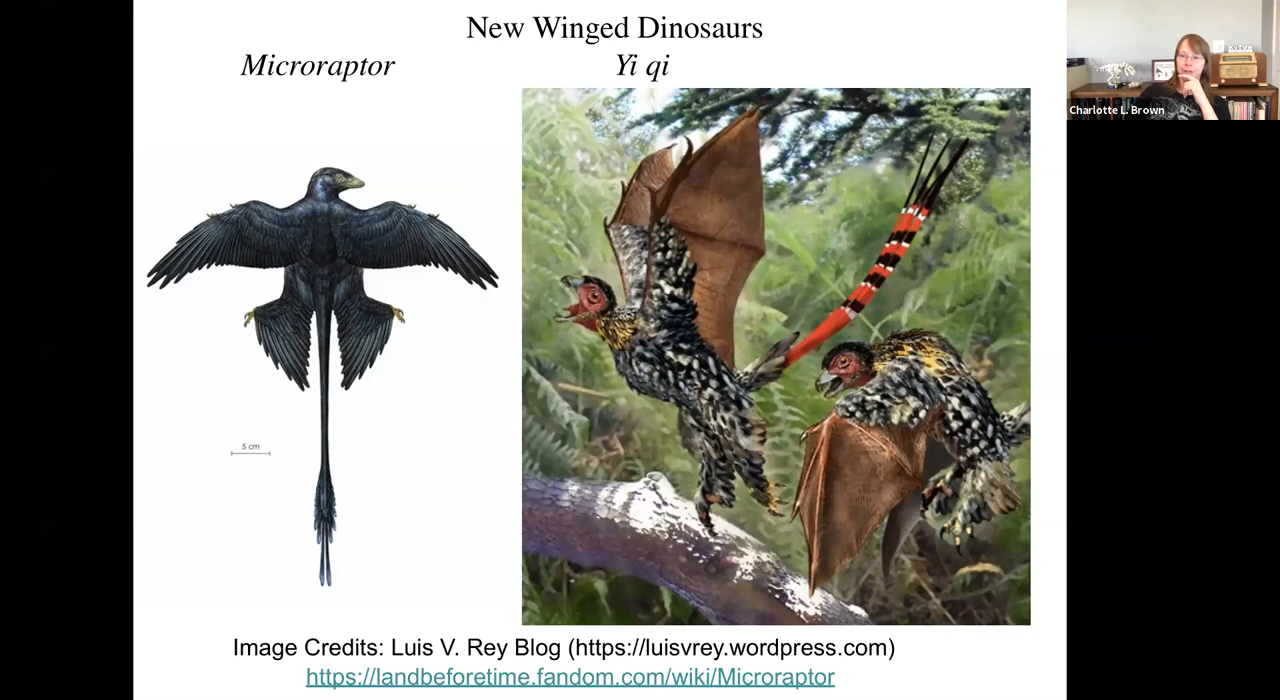 New Winged Dinosaurs
Microraptor
Yi qi
Charlotte L. Brown
5 cm
Image Credits: Luis V. Rey Blog (https://luisvrey.wordpress.com)
https://landbeforetime.fandom.com/wiki/Microraptor